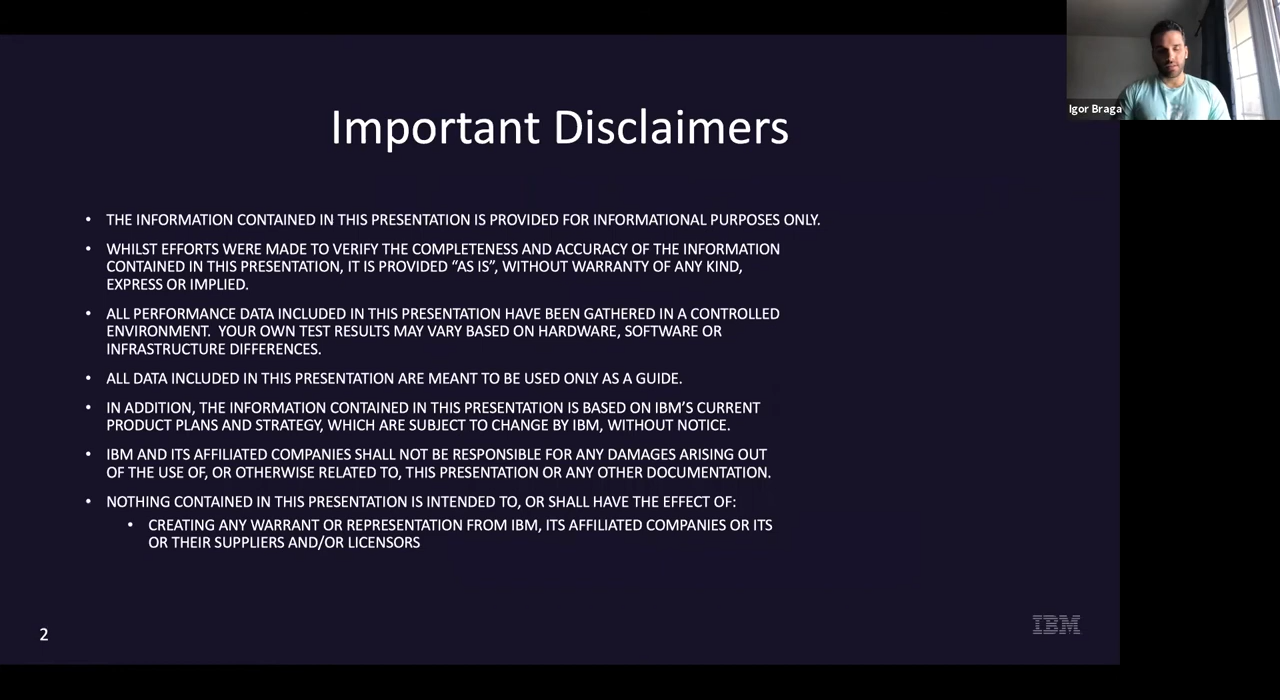 Igor Braga
Important Disclaimers
• THE INFORMATION CONTAINED IN THIS PRESENTATION IS PROVIDED FOR INFORMATIONAL PURPOSES ONLY.
• WHILST EFFORTS WERE MADE TO VERIFY THE COMPLETENESS AND ACCURACY OF THE INFORMATION
CONTAINED IN THIS PRESENTATION, IT IS PROVIDED “AS IS”, WITHOUT WARRANTY OF ANY KIND,
EXPRESS OR IMPLIED.
• ALL PERFORMANCE DATA INCLUDED IN THIS PRESENTATION HAVE BEEN GATHERED IN A CONTROLLED
ENVIRONMENT.  YOUR OWN TEST RESULTS MAY VARY BASED ON HARDWARE, SOFTWARE OR
INFRASTRUCTURE DIFFERENCES.
• ALL DATA INCLUDED IN THIS PRESENTATION ARE MEANT TO BE USED ONLY AS A GUIDE.
• IN ADDITION, THE INFORMATION CONTAINED IN THIS PRESENTATION IS BASED ON IBM’S CURRENT
PRODUCT PLANS AND STRATEGY, WHICH ARE SUBJECT TO CHANGE BY IBM, WITHOUT NOTICE.
• IBM AND ITS AFFILIATED COMPANIES SHALL NOT BE RESPONSIBLE FOR ANY DAMAGES ARISING OUT
OF THE USE OF, OR OTHERWISE RELATED TO, THIS PRESENTATION OR ANY OTHER DOCUMENTATION.
• NOTHING CONTAINED IN THIS PRESENTATION IS INTENDED TO, OR SHALL HAVE THE EFFECT OF:
• CREATING ANY WARRANT OR REPRESENTATION FROM IBM, ITS AFFILIATED COMPANIES OR ITS
OR THEIR SUPPLIERS AND/OR LICENSORS
2
IBM